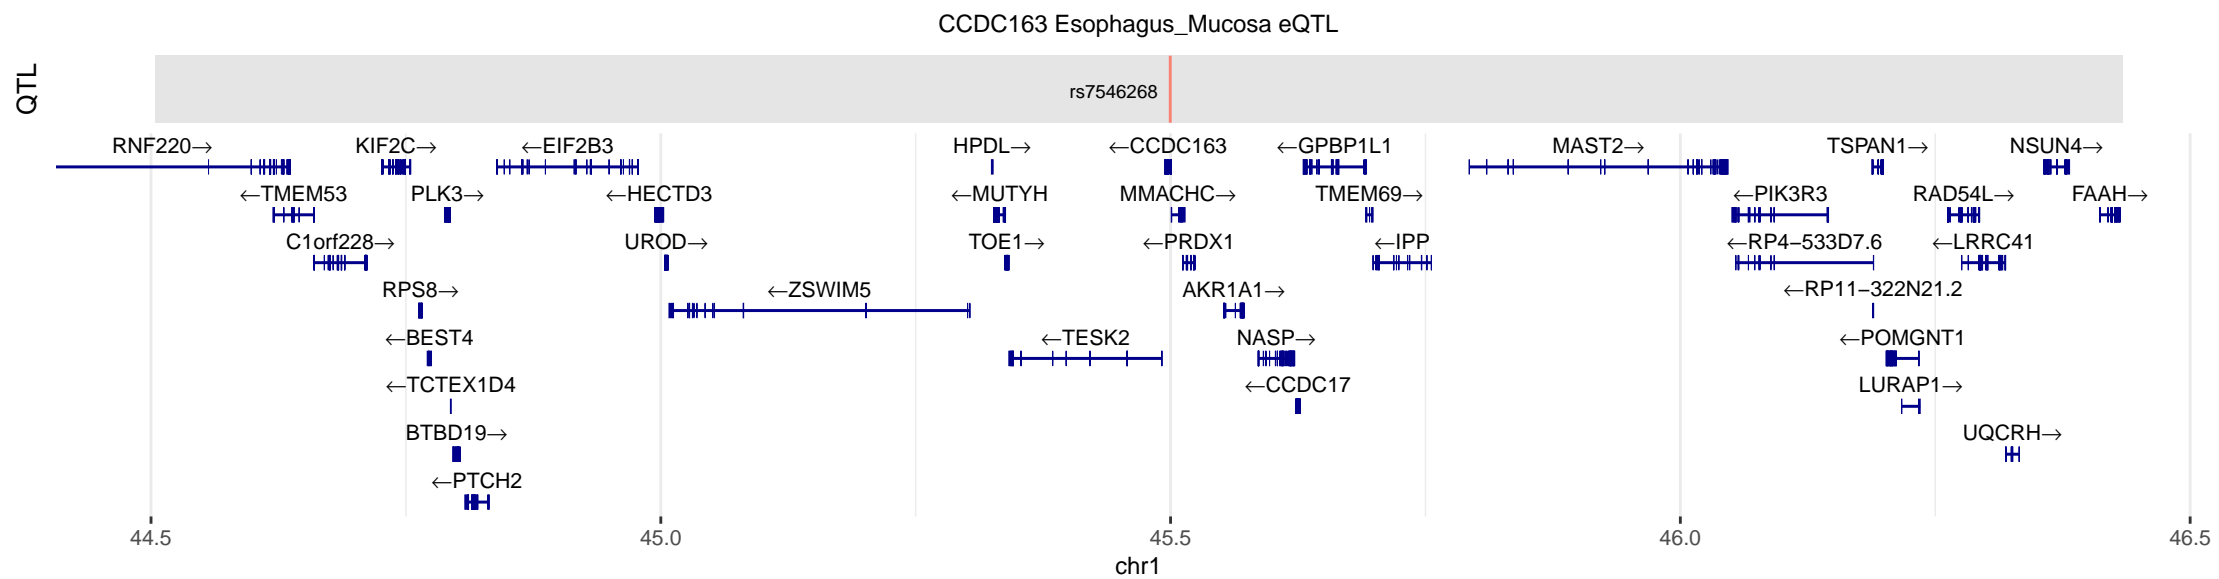 CCDC163 Esophagus_Mucosa eQTL
QTL
rs7546268
RNF220→ KIF2C→ ←EIF2B3 HPDL→ ←CCDC163 ←GPBP1L1 MAST2→ TSPAN1→ NSUN4→
←TMEM53 PLK3→ ←HECTD3 ←MUTYH MMACHC→ TMEM69→ ←PIK3R3 RAD54L→ FAAH→
C1orf228→ UROD→ TOE1→ ←PRDX1 ←IPP ←RP4−533D7.6 ←LRRC41
RPS8→ ←ZSWIM5 AKR1A1→ ←RP11−322N21.2
←BEST4 ←TESK2 NASP→ ←POMGNT1
←TCTEX1D4 ←CCDC17 LURAP1→
BTBD19→ UQCRH→
←PTCH2
44.5 45.0 45.5 46.0 46.5
chr1